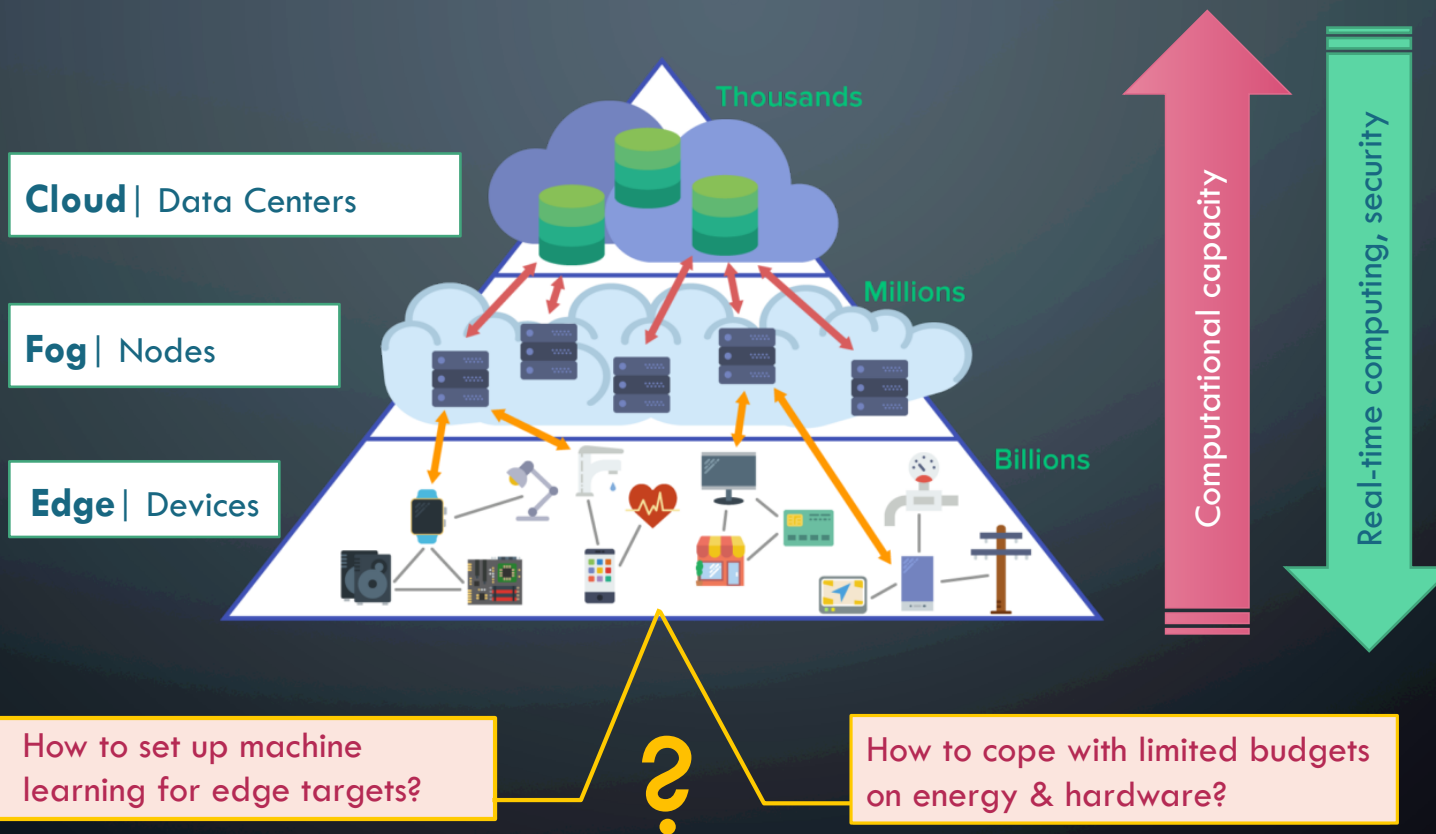 Thousands
Cloud| Data Centers
Millions
Fog| Nodes
Billions
Edge| Devices
Computational capacity
Real-time computing, security
How to set up machine
learning for edge targets?
?
How to cope with limited budgets
on energy & hardware?